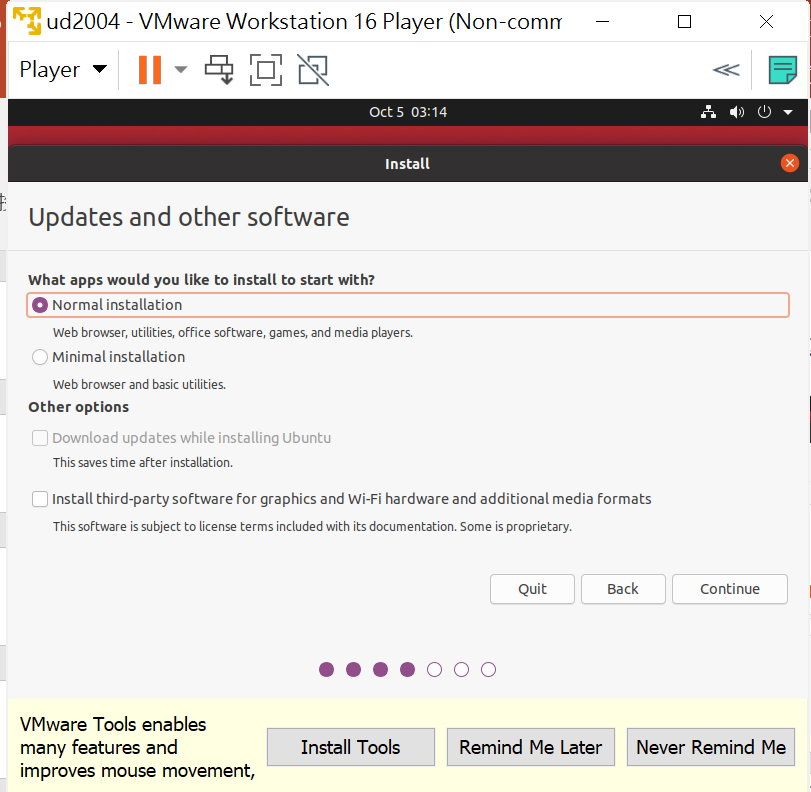 ud2004 - VMware Workstation 16 Player (Non-comm
Player
Oct 5 03:14
Install
Updates and other software
What apps would you like to install to start with?
Normal installation
Web browser, utilities, office software, games, and media players.
Minimal installation
Web browser and basic utilities.
Other options
Download updates while installing Ubuntu
This saves time after installation.
Install third-party software for graphics and Wi-Fi hardware and additional media formats
This software is subject to license terms included with its documentation. Some is proprietary.
Quit Back Continue
VMware Tools enables
many features and
improves mouse movement,
Install Tools Remind Me Later Never Remind Me